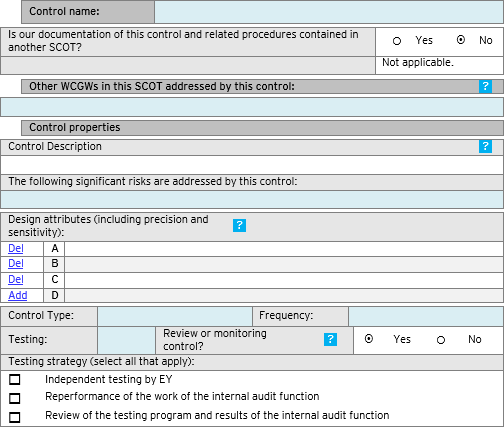 Control name:
Is our documentation of this control and related procedures contained in
another SCOT?
Yes
No
Not applicable.
Other WCGWs in this SCOT addressed by this control:
?
Control properties
Control Description
?
The following significant risks are addressed by this control:
Design attributes (including precision and
sensitivity):
?
Del A
Del B
Del C
Add D
Control Type:
Frequency:
Testing:
Review or monitoring
control?
?
Yes
No
Testing strategy (select all that apply):
Independent testing by EY
Reperformance of the work of the internal audit function
Review of the testing program and results of the internal audit function